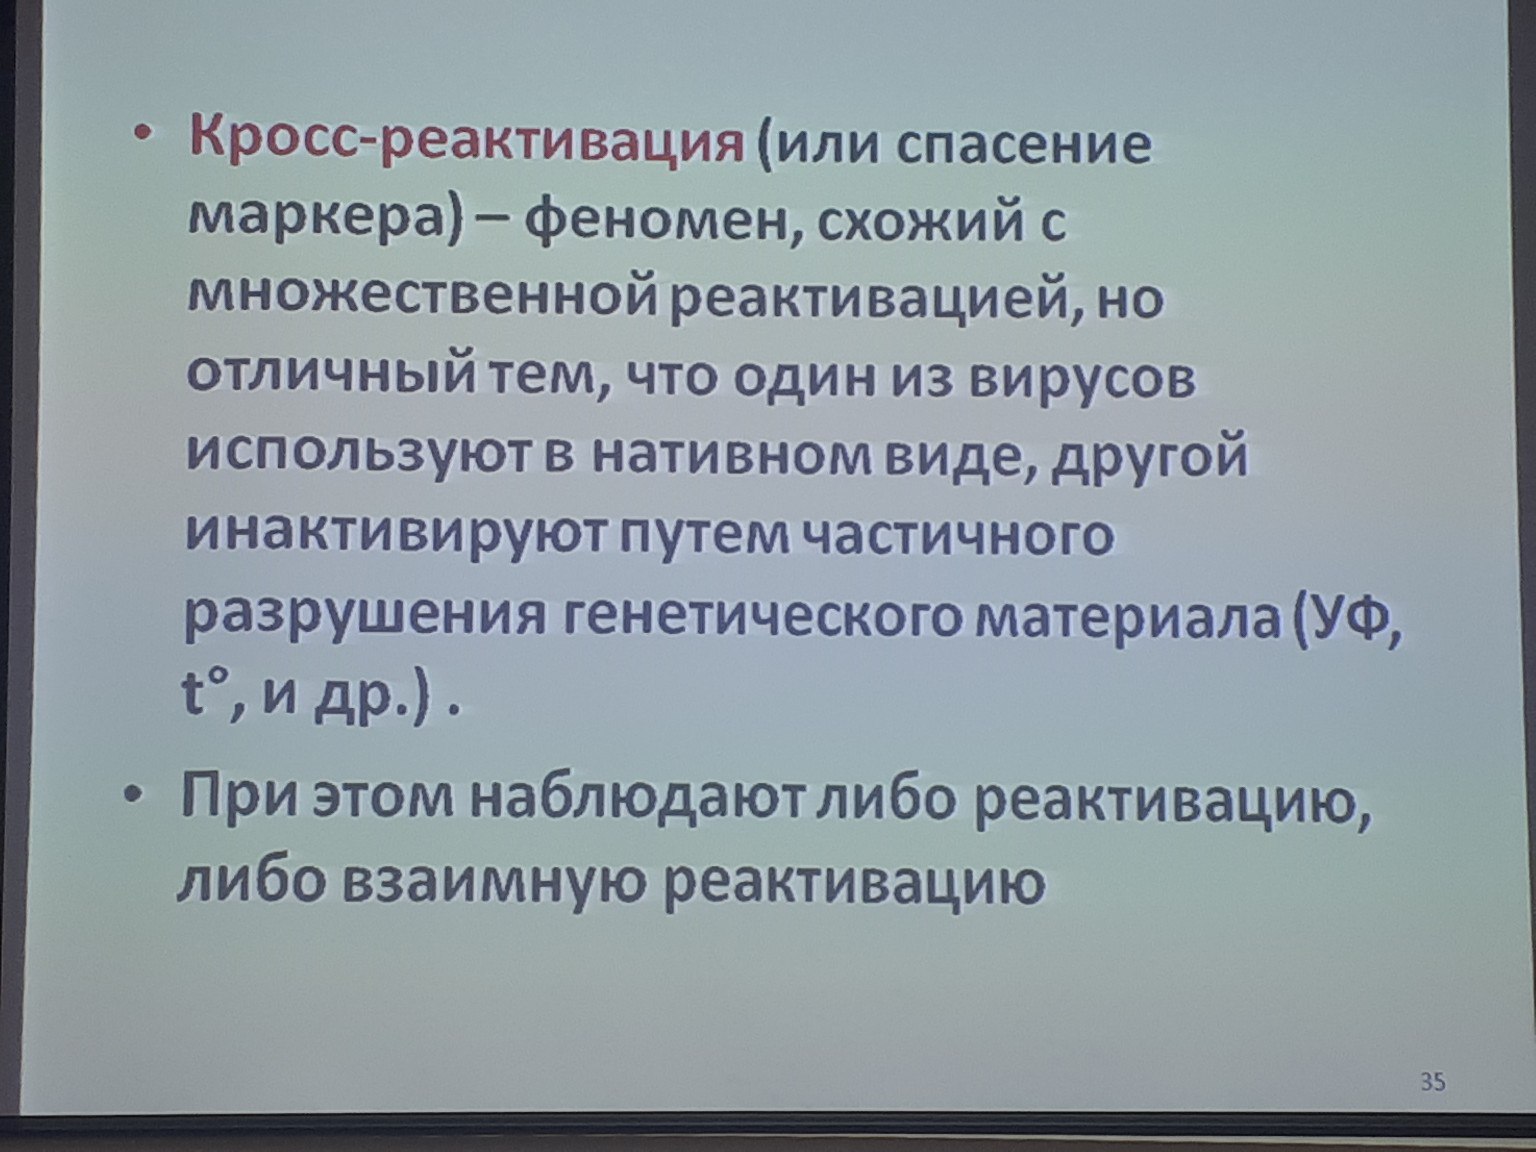 • Кросс-реактивация (или спасение
маркера) – феномен, схожий с
множественной реактивацией, но
отличный тем, что один из вирусов
используют в нативном виде, другой
инактивируют путем частичного
разрушения генетического материала (УФ,
t°, и др.) .
• При этом наблюдают либо реактивацию,
либо взаимную реактивацию
35